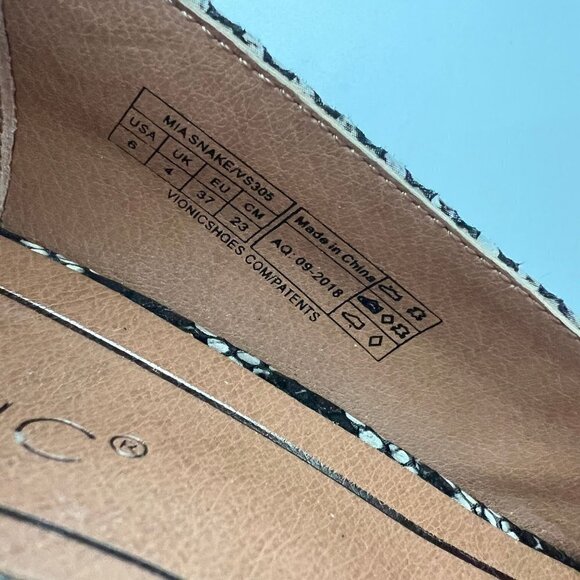 MIA SNAKE/VS305
USA UK EU CM
6 4 37 23
VIONICSHOES.COM/PATENTS
Made in China
AQ: 09-2018
IC®